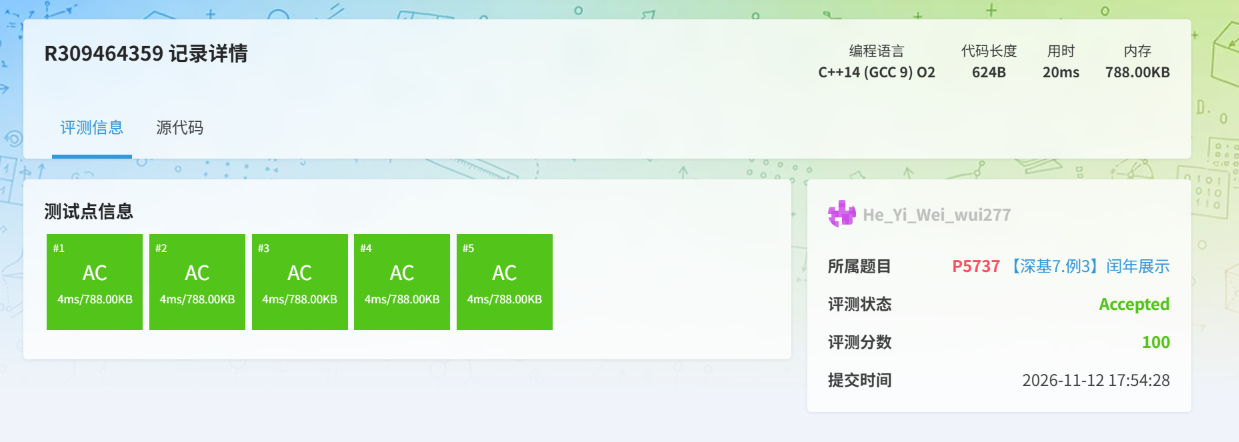 R309464359 记录详情
编程语言 代码长度 用时 内存
C++14 (GCC 9) O2 624B 20ms 788.00KB
评测信息 源代码
测试点信息
#1 #2 #3 #4 #5
AC AC AC AC AC
4ms/788.00KB 4ms/788.00KB 4ms/788.00KB 4ms/788.00KB 4ms/788.00KB
He_Yi_Wei_wui277
所属题目 P5737 【深基7.例3】闰年展示
评测状态 Accepted
评测分数 100
提交时间 2026-11-12 17:54:28